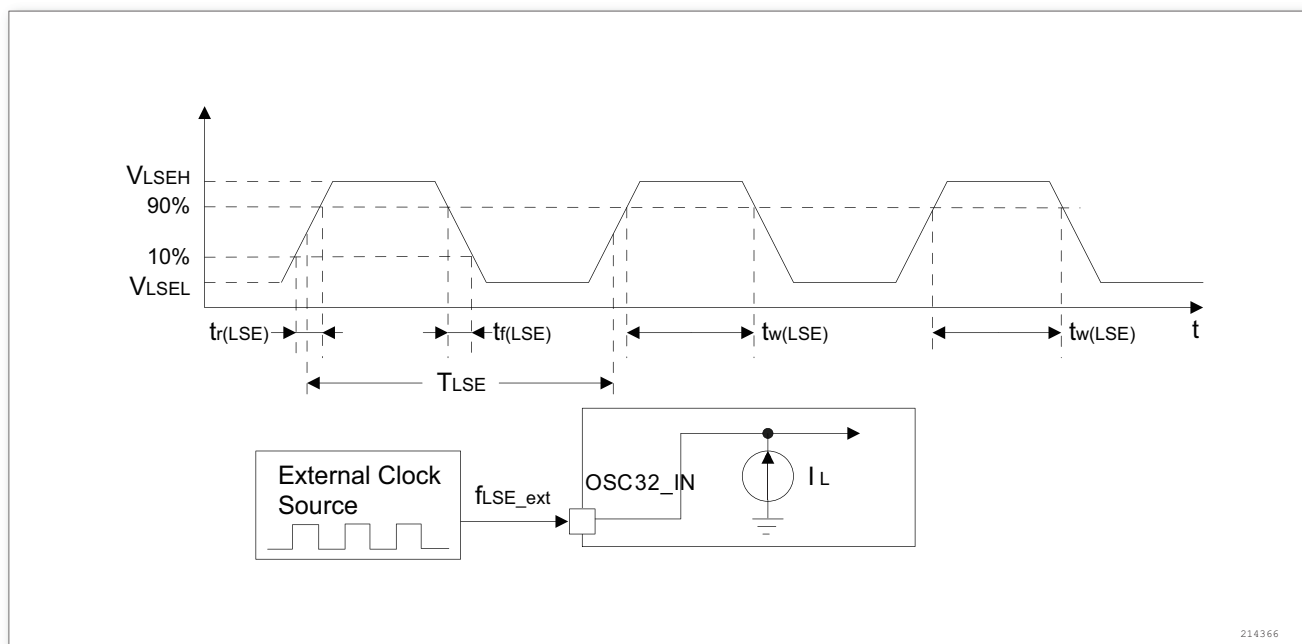 VLSEH
90%
10%
VLSEL
tr(LSE)
tf(LSE)
tw(LSE)
tw(LSE)
t
TLSE
External Clock
Source
fLSE_ext
OSC32_IN
IL
214366